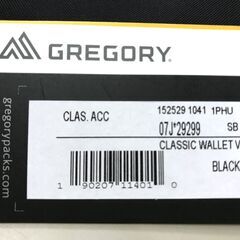 GREGORY.
gregorypacks.com
CLAS. ACC
152529 1041 1PHU
07J*29299
SB
CLASSIC WALLET V
BLACK
1 90207 11401 0